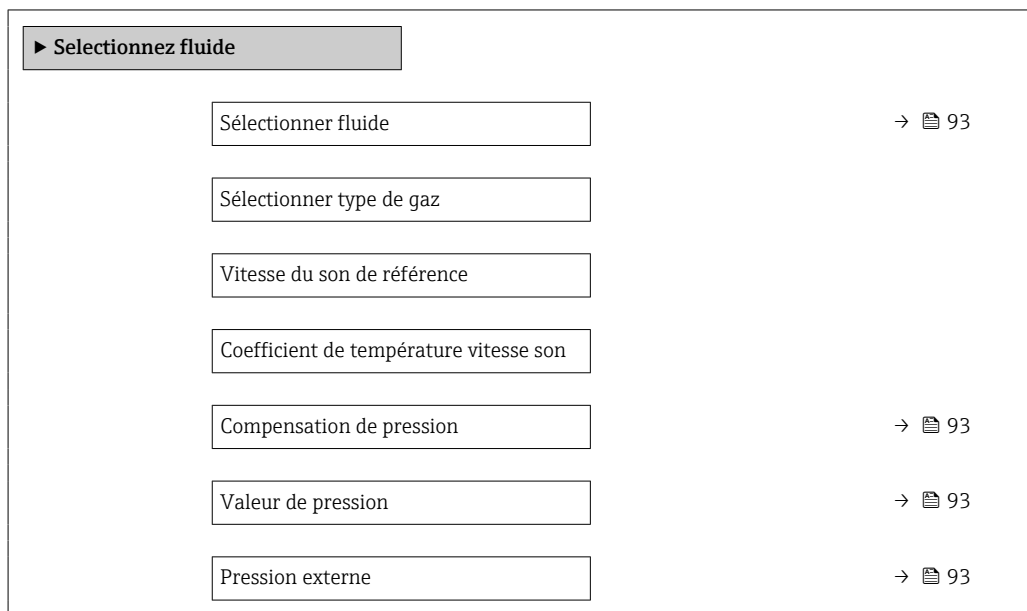 ▶ Selectionnez fluide
Sélectionner fluide → 93
Sélectionner type de gaz
Vitesse du son de référence
Coefficient de température vitesse son
Compensation de pression → 93
Valeur de pression → 93
Pression externe → 93